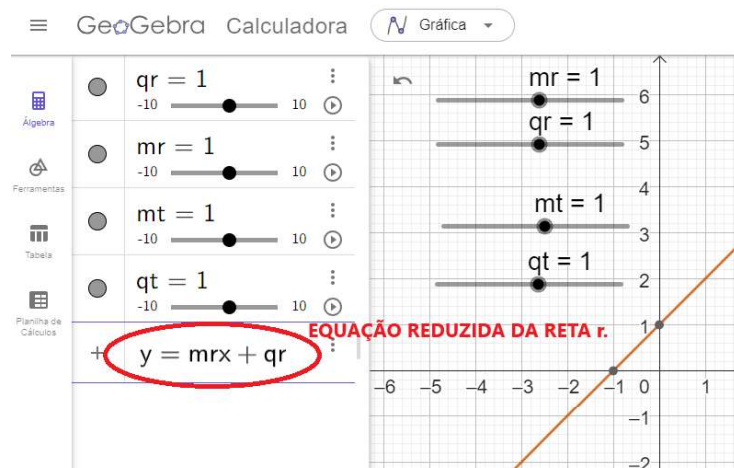 GeoGebra Calculadora
Gráfica
Álgebra
Ferramentas
Tabela
Planilha de
Cálculos
qr = 1
-10 10
mr = 1
-10 10
mt = 1
-10 10
qt = 1
-10 10
+ y = mrx + qr
EQUAÇÃO REDUZIDA DA RETA r.
mr = 1
qr = 1
mt = 1
qt = 1
6
5
4
3
2
1
–6 –5 –4 –3 –2 –1 0 1
–1
–2